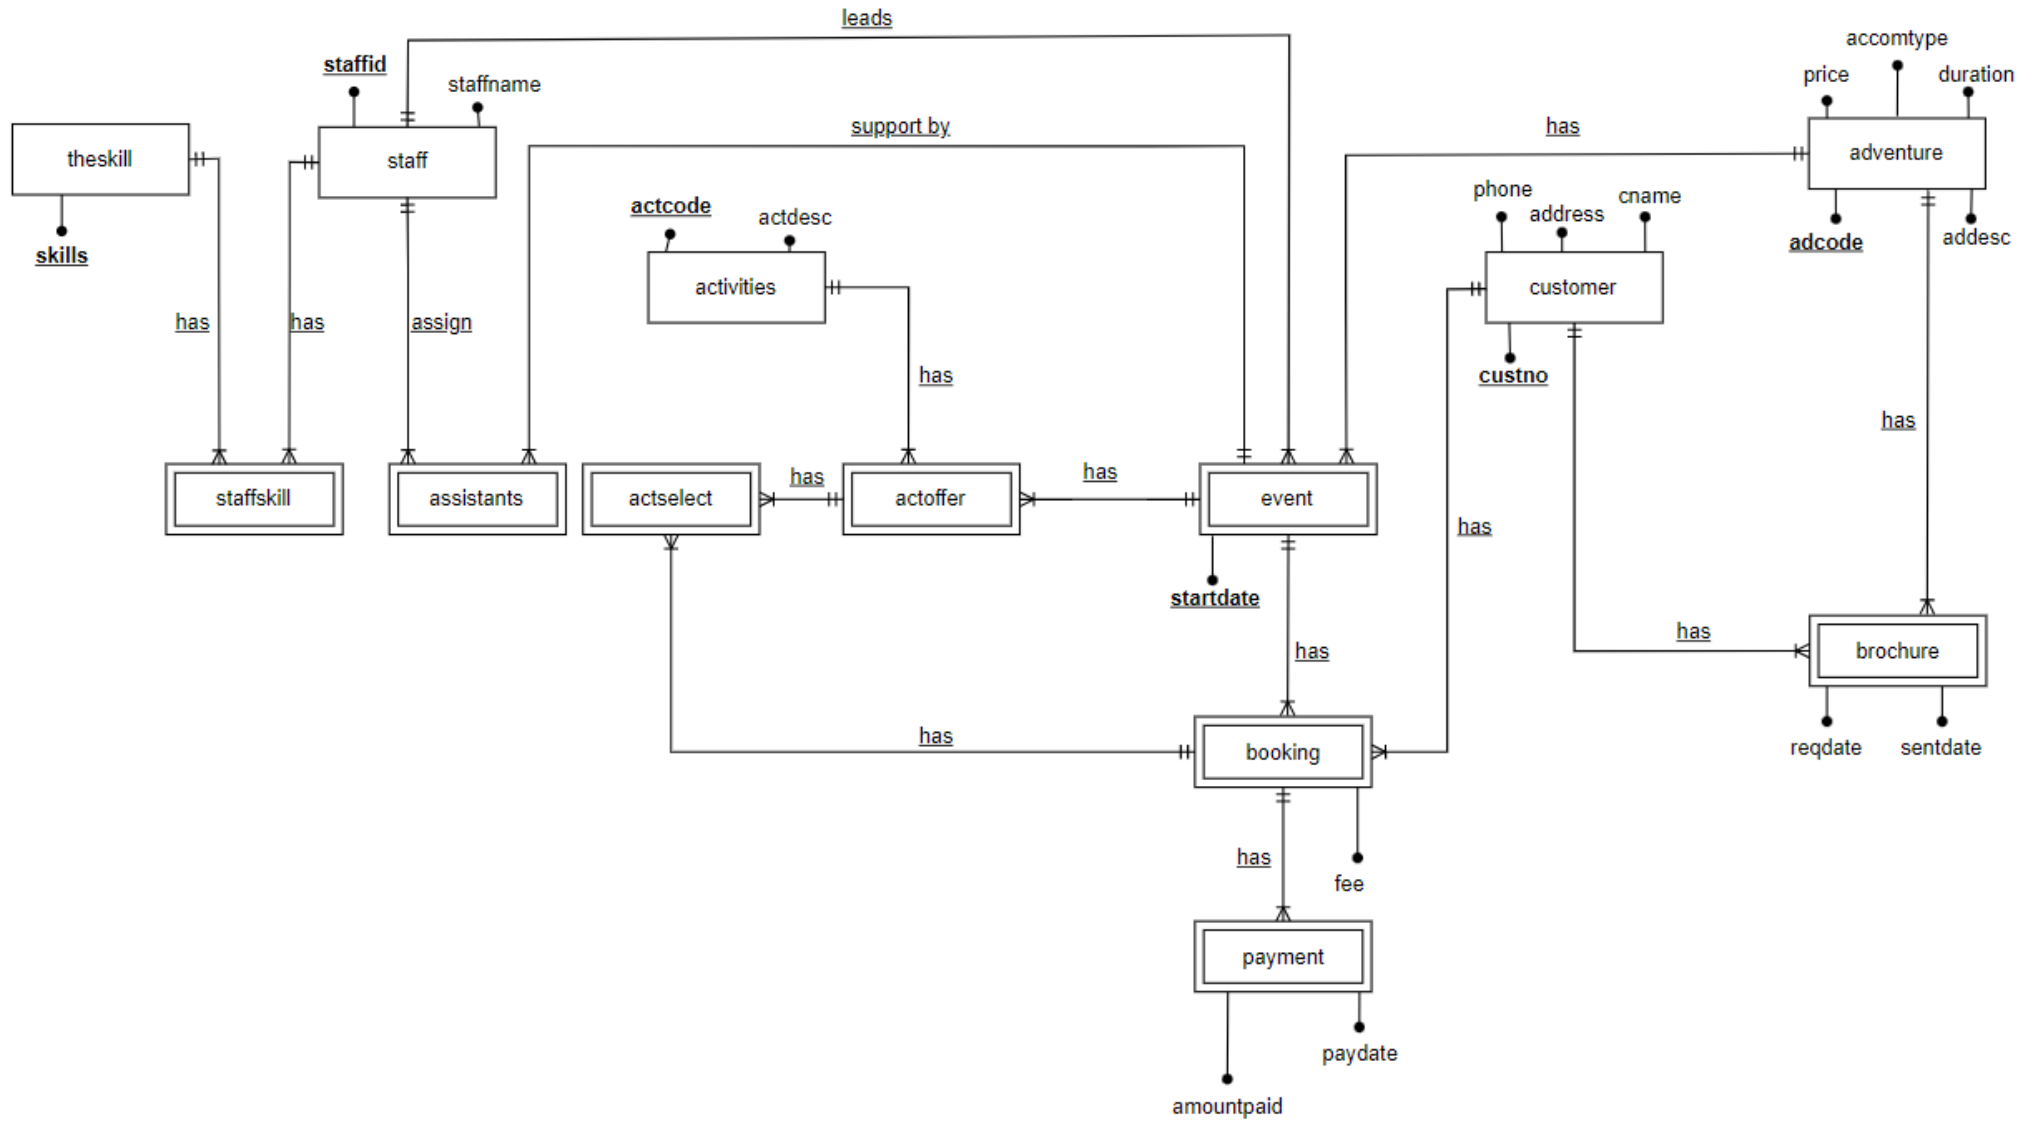 leads
accomtype
staffid
price
duration
staffname
support by
has
theskill
staff
adventure
phone
cname
actcode
actdesc
address
adcode
addesc
skills
activities
customer
has
has
assign
has
custno
has
has
has
has
staffskill
assistants
actselect
actoffer
event
has
startdate
has
has
brochure
has
booking
reqdate
sentdate
has
fee
payment
paydate
amountpaid